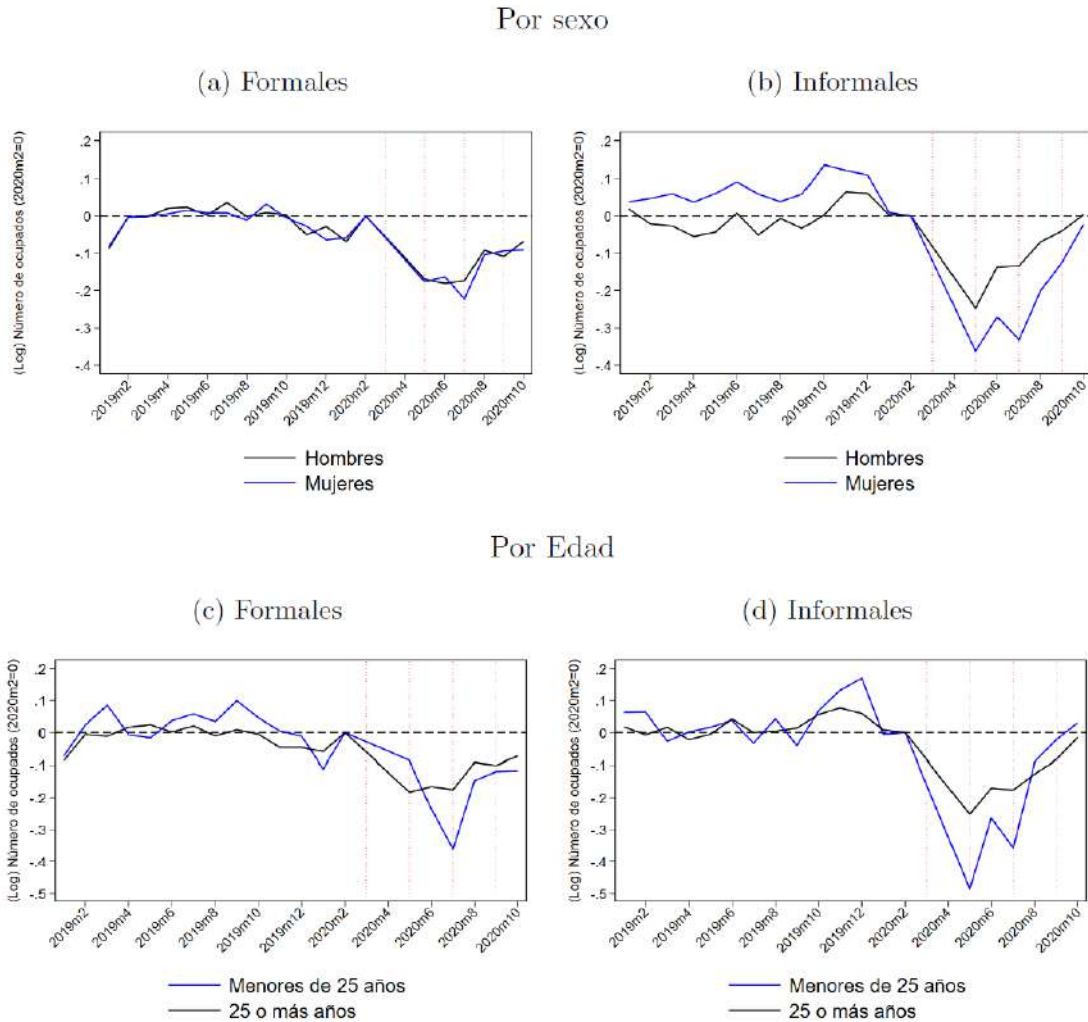 Por sexo
(a) Formales
(b) Informales
(Log) Número de ocupados (2020m2=0)
.2
.1
0
-.1
-.2
-.3
-.4
2019m2
2019m4
2019m6
2019m8
2019m10
2019m12
2020m2
2020m4
2020m6
2020m8
2020m10
Hombres
Mujeres
(Log) Número de ocupados (2020m2=0)
.2
.1
0
-.1
-.2
-.3
-.4
2019m2
2019m4
2019m6
2019m8
2019m10
2019m12
2020m2
2020m4
2020m6
2020m8
2020m10
Hombres
Mujeres
Por Edad
(c) Formales
(d) Informales
(Log) Número de ocupados (2020m2=0)
.2
.1
0
-.1
-.2
-.3
-.4
-.5
2019m2
2019m4
2019m6
2019m8
2019m10
2019m12
2020m2
2020m4
2020m6
2020m8
2020m10
Menores de 25 años
25 o más años
(Log) Número de ocupados (2020m2=0)
.2
.1
0
-.1
-.2
-.3
-.4
-.5
2019m2
2019m4
2019m6
2019m8
2019m10
2019m12
2020m2
2020m4
2020m6
2020m8
2020m10
Menores de 25 años
25 o más años